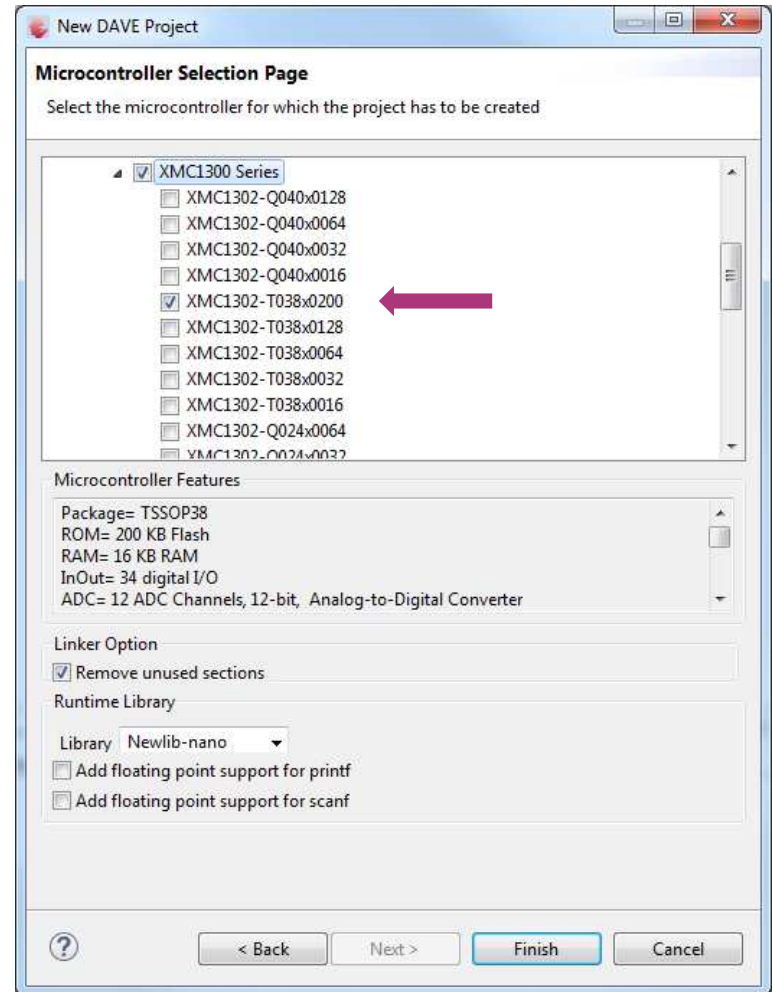 New DAVE Project
Microcontroller Selection Page
Select the microcontroller for which the project has to be created
XMC1300 Series
XMC1302-Q040x0128
XMC1302-Q040x0064
XMC1302-Q040x0032
XMC1302-Q040x0016
XMC1302-T038x0200
XMC1302-T038x0128
XMC1302-T038x0064
XMC1302-T038x0032
XMC1302-T038x0016
XMC1302-Q024x0064
XMC1302-Q024x0032
Microcontroller Features
Package= TSSOP38
ROM= 200 KB Flash
RAM= 16 KB RAM
InOut= 34 digital I/O
ADC= 12 ADC Channels, 12-bit, Analog-to-Digital Converter
Linker Option
Remove unused sections
Runtime Library
Library Newlib-nano
Add floating point support for printf
Add floating point support for scanf
? < Back Next > Finish Cancel